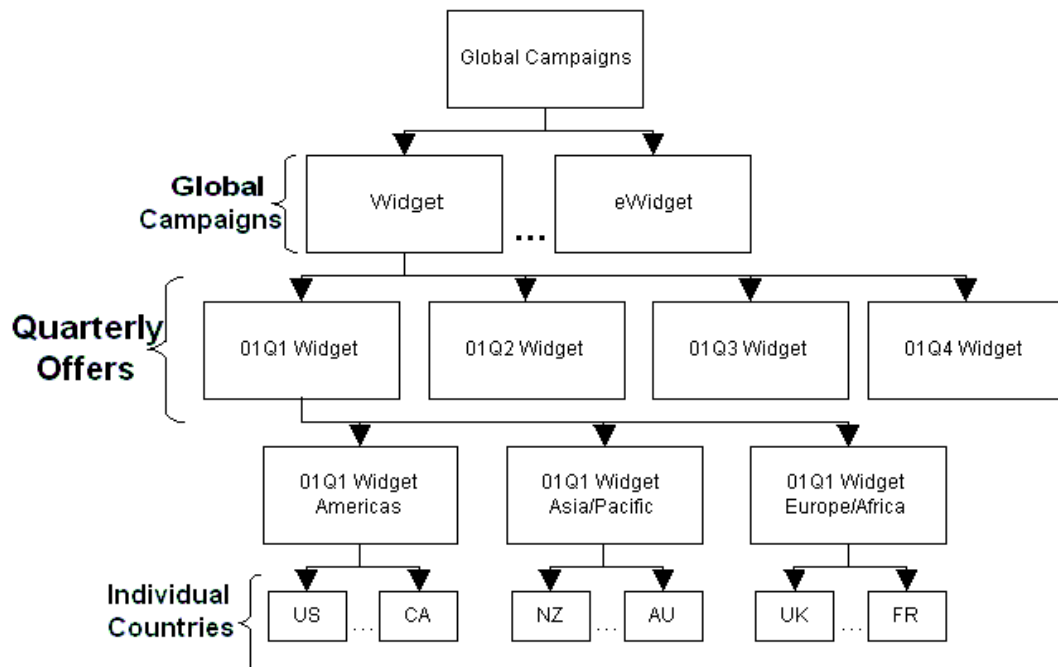 Global Campaigns
Global
Campaigns
Widget
...
eWidget
Quarterly
Offers
01Q1 Widget
01Q2 Widget
01Q3 Widget
01Q4 Widget
01Q1 Widget
Americas
01Q1 Widget
Asia/Pacific
01Q1 Widget
Europe/Africa
Individual
Countries
US
...
CA
NZ
...
AU
UK
...
FR